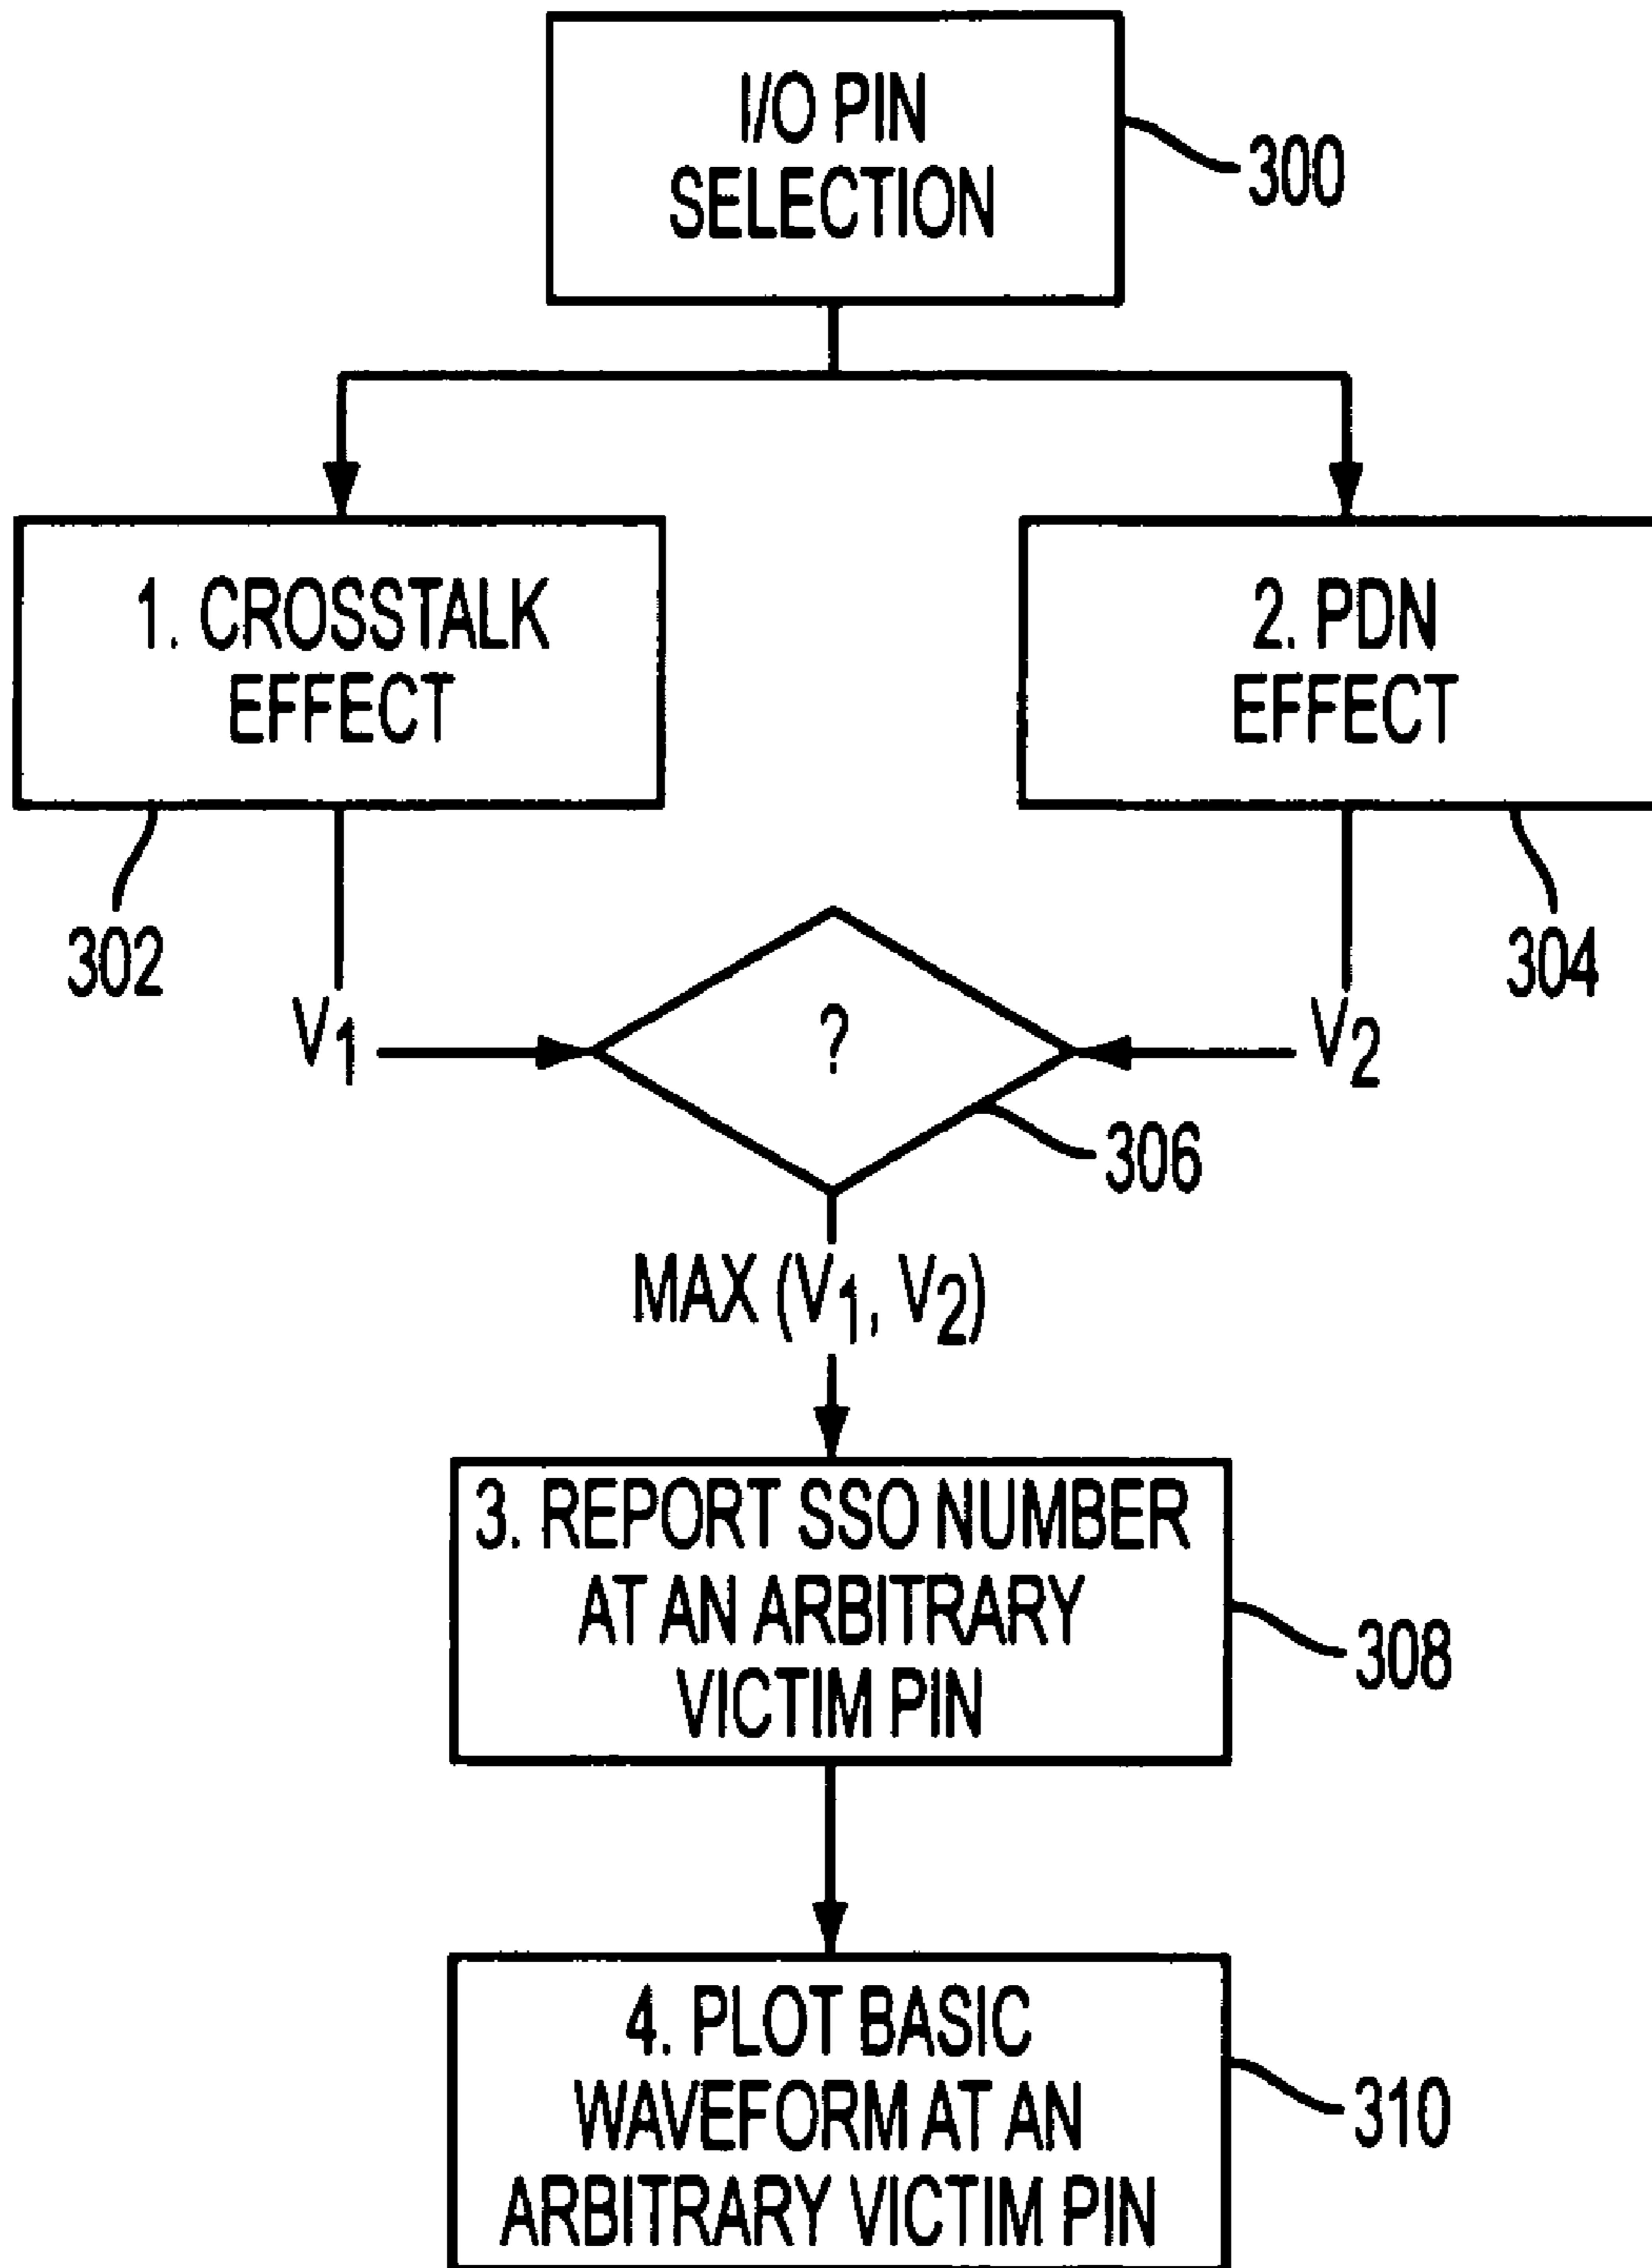 I/O PIN
SELECTION
300
1. CROSSTALK
EFFECT
2. PDN
EFFECT
302
304
V1
?
V2
306
MAX (V1, V2)
3. REPORT SSO NUMBER
AT AN ARBITRARY
VICTIM PIN
308
4. PLOT BASIC
WAVEFORM AT AN
ARBITRARY VICTIM PIN
310